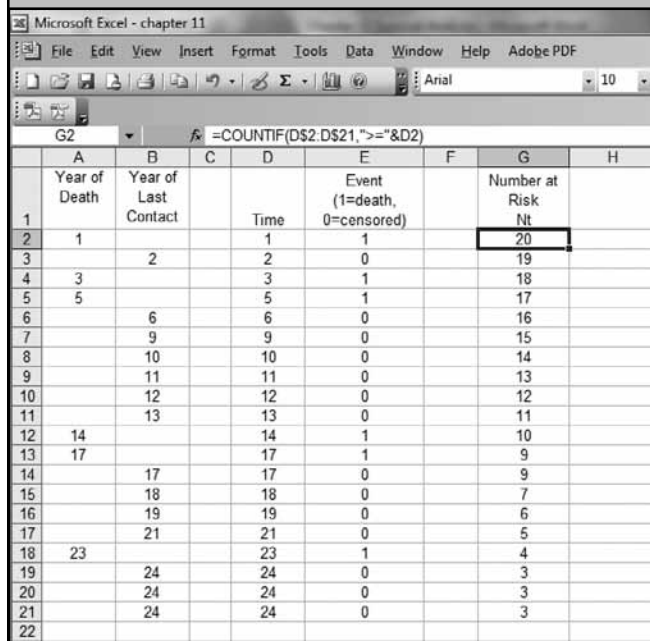 Microsoft Excel - chapter 11
File Edit View Insert Format Tools Data Window Help Adobe PDF
Arial 10
G2 fx =COUNTIF(D$2:D$21,">="&D2)
A B C D E F G H
1 Year of Death Year of Last Contact Time Event (1=death, 0=censored) Number at Risk Nt
2 1 1 1 20
3 2 2 0 19
4 3 3 1 18
5 5 5 1 17
6 6 6 0 16
7 9 9 0 15
8 10 10 0 14
9 11 11 0 13
10 12 12 0 12
11 13 13 0 11
12 14 14 1 10
13 17 17 1 9
14 17 17 0 9
15 18 18 0 7
16 19 19 0 6
17 21 21 0 5
18 23 23 1 4
19 24 24 0 3
20 24 24 0 3
21 24 24 0 3
22